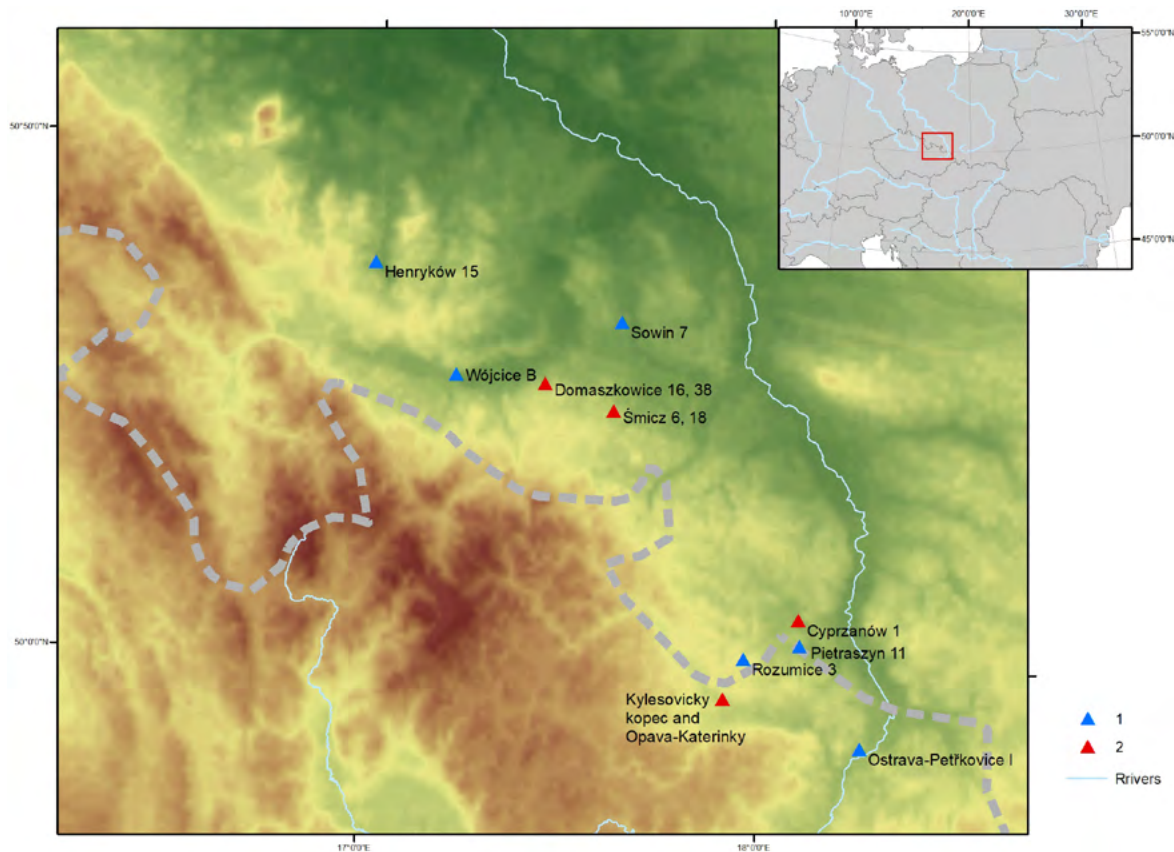 10°0'0"E
20°0'0"E
30°0'0"E
55°0'0"N
50°0'0"N
45°0'0"N
50°50'0"N
Henryków 15
Sowin 7
Wójcice B
Domaszkowice 16, 38
Śmicz 6, 18
50°0'0"N
Cyprzanów 1
Pietraszyn 11
Rozumice 3
Kylesovicky
kopec and
Opava-Katerinky
Ostrava-Petřkovice I
1
2
Rrivers
17°0'0"E
18°0'0"E